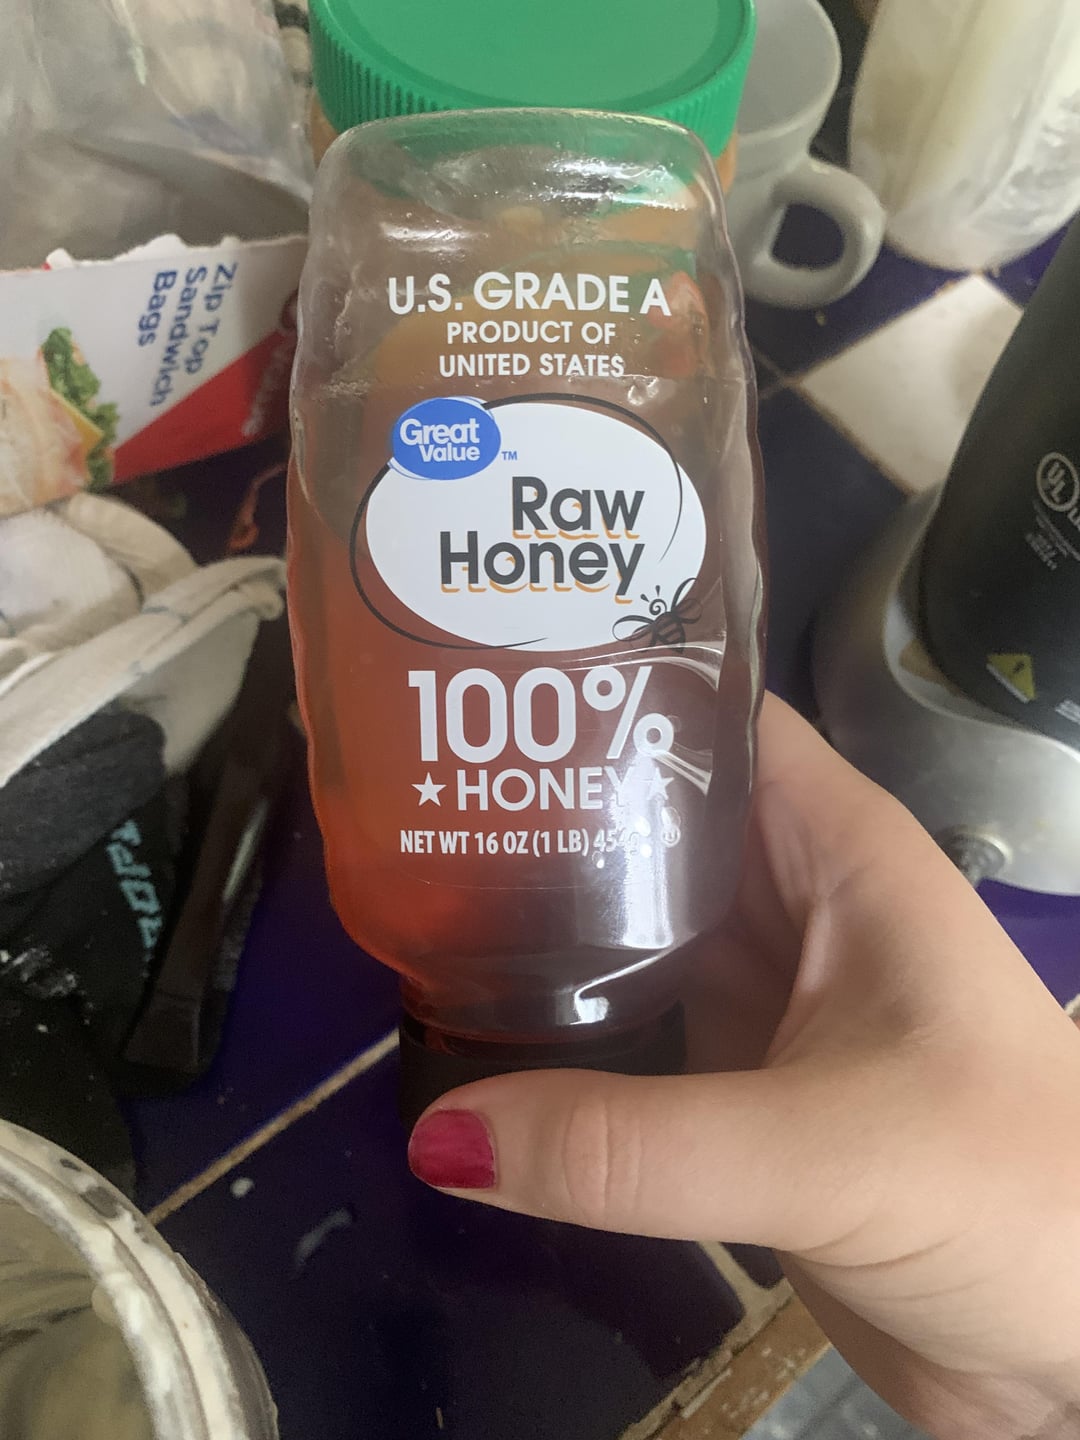 U.S. GRADE A
PRODUCT OF
UNITED STATES
Great
Value TM
Raw
Honey
100%
HONEY
NET WT 16 OZ (1 LB)
Zip Top
Sandwich
Bags
UL